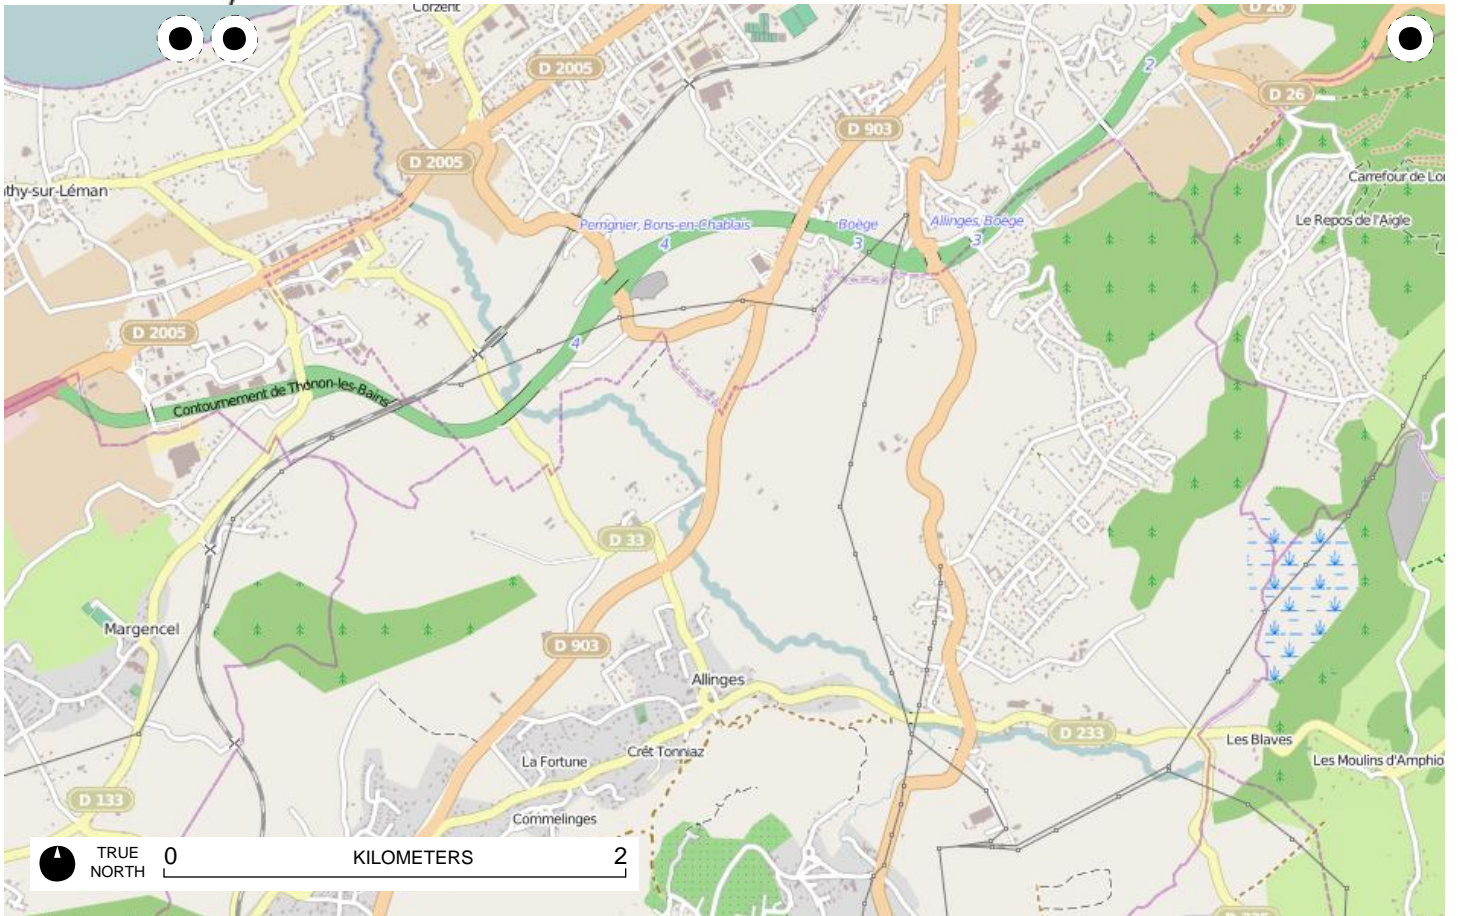 Corzent
D 26
D 2005
2
D 26
D 903
D 2005
Carrefour de Lo
athy-sur-Léman
Le Repos de l'Aigle
Perrignier, Bons-en-Chablais
4
Boëge
3
Allinges, Boëge
3
D 2005
4
Contournement de Thonon-les-Bains
D 33
Margencel
D 903
Allinges
D 233
Les Blaves
Crêt Tonniaz
La Fortune
Les Moulins d'Amphio
D 133
Commelinges
TRUE NORTH
0 KILOMETERS 2